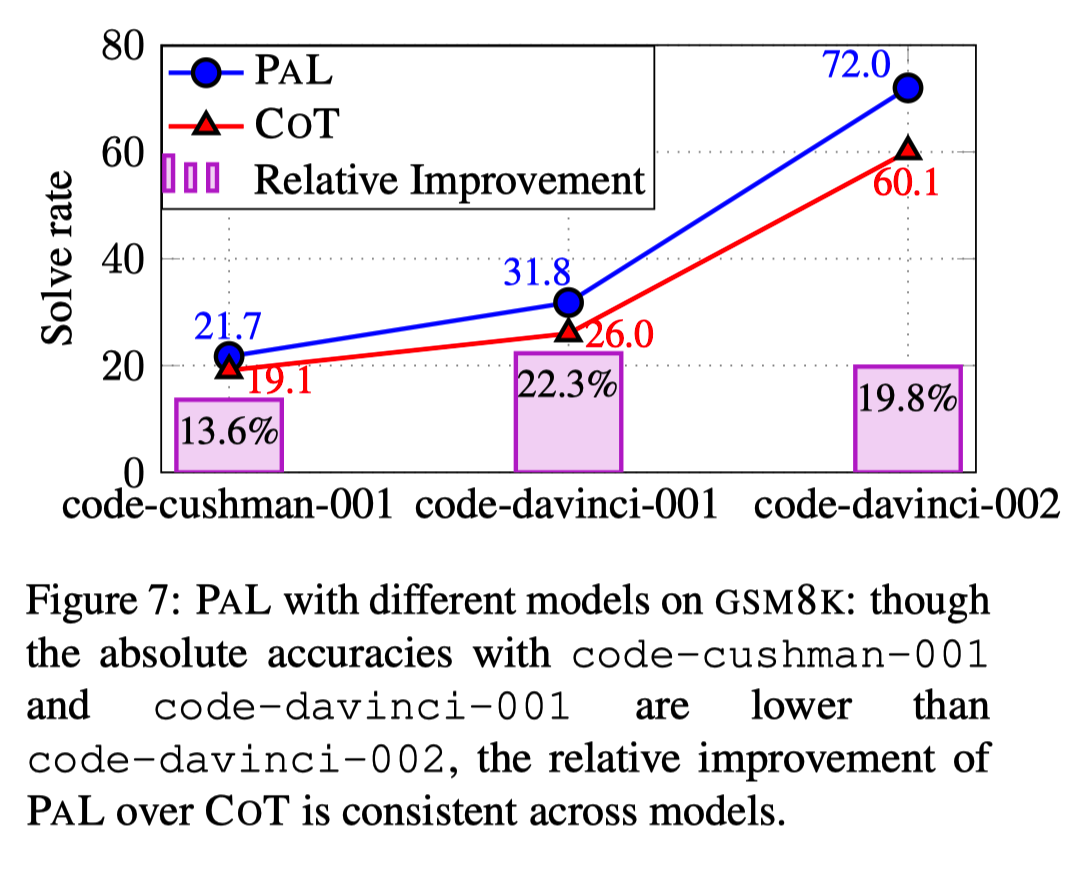 80
PAL
72.0
COT
60
60.1
Relative Improvement
Solve rate
40
31.8
26.0
21.7
20
19.1
22.3%
19.8%
13.6%
0
code-cushman-001 code-davinci-001 code-davinci-002
Figure 7: PAL with different models on GSM8K: though
the absolute accuracies with code-cushman-001
and code-davinci-001 are lower than
code-davinci-002, the relative improvement of
PAL over COT is consistent across models.